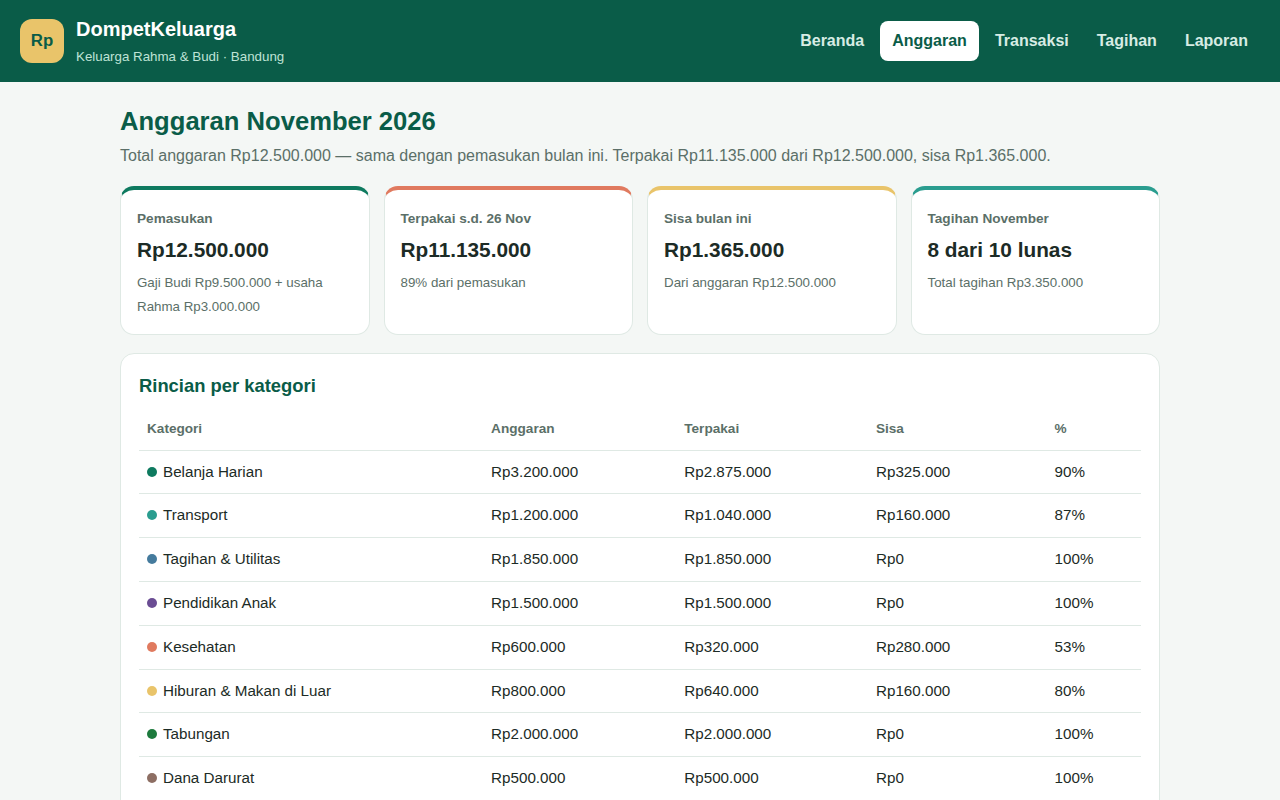 Rp
DompetKeluarga
Keluarga Rahma & Budi · Bandung
Beranda Anggaran Transaksi Tagihan Laporan
Anggaran November 2026
Total anggaran Rp12.500.000 — sama dengan pemasukan bulan ini. Terpakai Rp11.135.000 dari Rp12.500.000, sisa Rp1.365.000.
Pemasukan
Rp12.500.000
Gaji Budi Rp9.500.000 + usaha
Rahma Rp3.000.000
Terpakai s.d. 26 Nov
Rp11.135.000
89% dari pemasukan
Sisa bulan ini
Rp1.365.000
Dari anggaran Rp12.500.000
Tagihan November
8 dari 10 lunas
Total tagihan Rp3.350.000
Rincian per kategori
Kategori Anggaran Terpakai Sisa %
Belanja Harian Rp3.200.000 Rp2.875.000 Rp325.000 90%
Transport Rp1.200.000 Rp1.040.000 Rp160.000 87%
Tagihan & Utilitas Rp1.850.000 Rp1.850.000 Rp0 100%
Pendidikan Anak Rp1.500.000 Rp1.500.000 Rp0 100%
Kesehatan Rp600.000 Rp320.000 Rp280.000 53%
Hiburan & Makan di Luar Rp800.000 Rp640.000 Rp160.000 80%
Tabungan Rp2.000.000 Rp2.000.000 Rp0 100%
Dana Darurat Rp500.000 Rp500.000 Rp0 100%